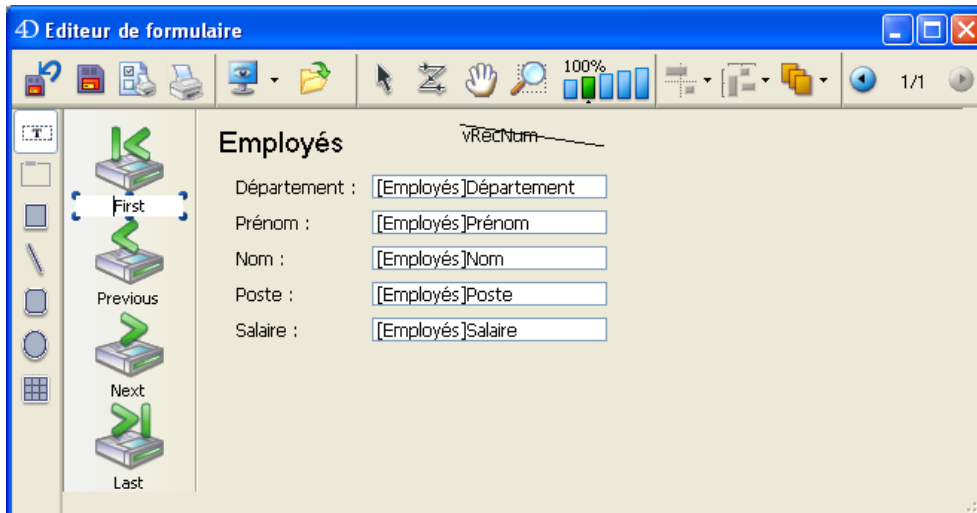 4D Editeur de formulaire
100%
1/1
T
Employés
vRecNum
Département : [Employés]Département
First
Prénom : [Employés]Prénom
Nom : [Employés]Nom
Previous
Poste : [Employés]Poste
Salaire : [Employés]Salaire
Next
Last